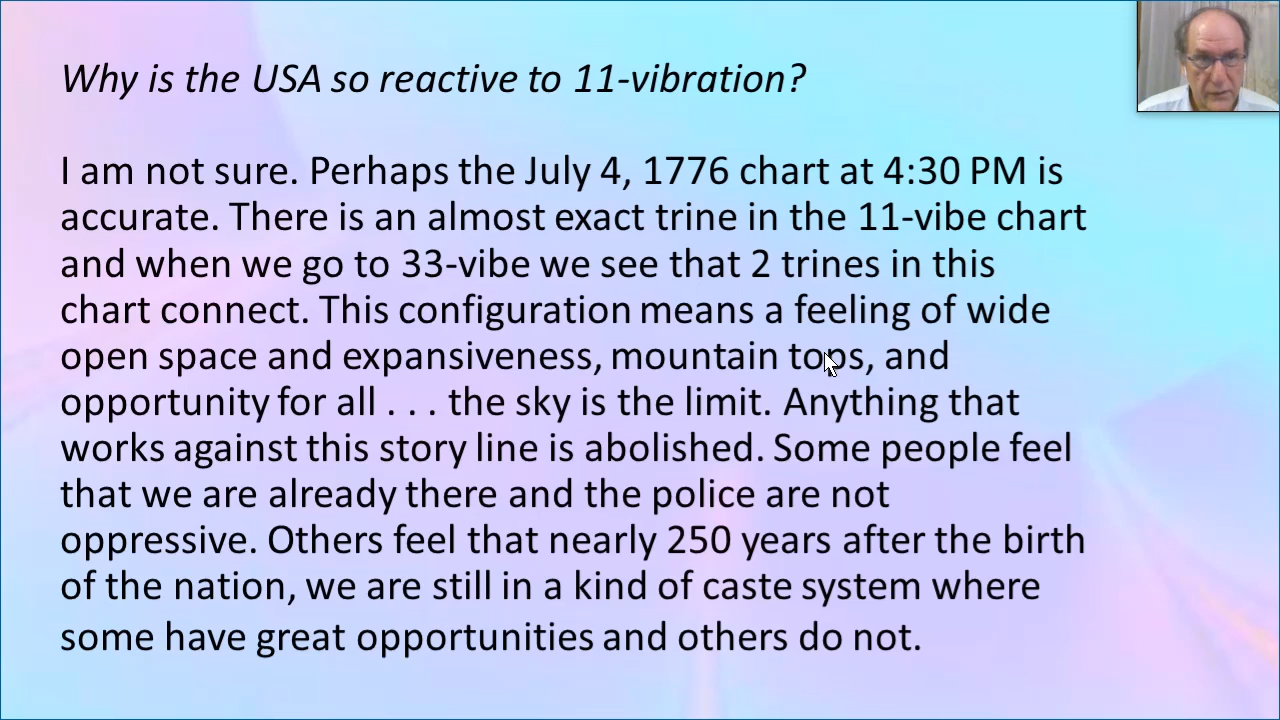 Why is the USA so reactive to 11-vibration?
I am not sure. Perhaps the July 4, 1776 chart at 4:30 PM is
accurate. There is an almost exact trine in the 11-vibe chart
and when we go to 33-vibe we see that 2 trines in this
chart connect. This configuration means a feeling of wide
open space and expansiveness, mountain tops, and
opportunity for all . . . the sky is the limit. Anything that
works against this story line is abolished. Some people feel
that we are already there and the police are not
oppressive. Others feel that nearly 250 years after the birth
of the nation, we are still in a kind of caste system where
some have great opportunities and others do not.